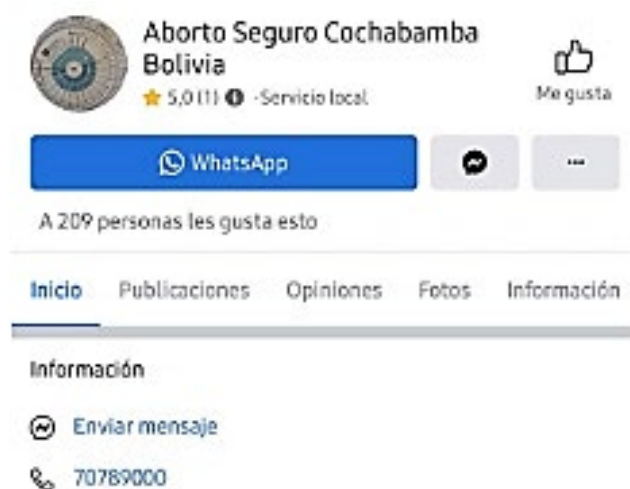 Aborto Seguro Cochabamba
Bolivia
5,0 (1) · Servicio local
Me gusta
WhatsApp
A 209 personas les gusta esto
Inicio Publicaciones Opiniones Fotos Información
Información
Enviar mensaje
70789000